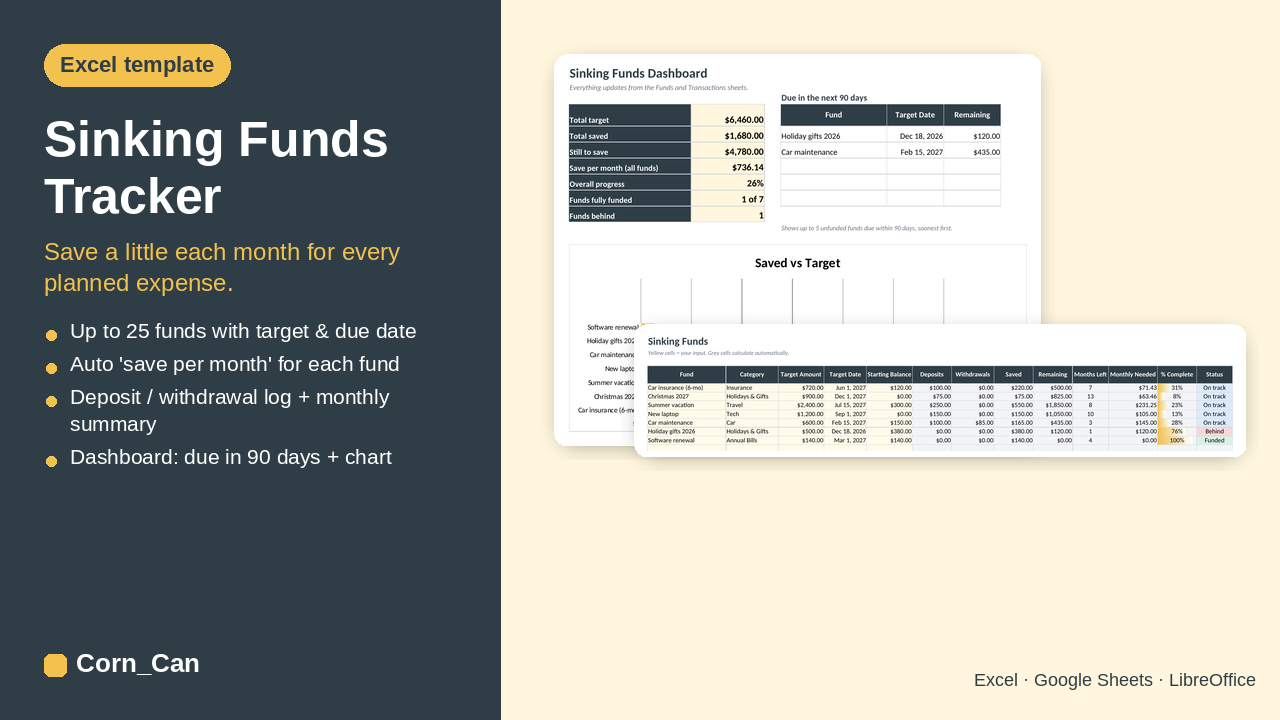 Excel template
Sinking Funds
Tracker
Save a little each month for every
planned expense.
Up to 25 funds with target & due date
Auto 'save per month' for each fund
Deposit / withdrawal log + monthly
summary
Dashboard: due in 90 days + chart
Corn_Can
Sinking Funds Dashboard
Everything updates from the Funds and Transactions sheets.
Total target $6,460.00
Total saved $1,680.00
Still to save $4,780.00
Save per month (all funds) $736.14
Overall progress 26%
Funds fully funded 1 of 7
Funds behind 1
Due in the next 90 days
Fund Target Date Remaining
Holiday gifts 2026 Dec 18, 2026 $120.00
Car maintenance Feb 15, 2027 $435.00
Shows up to 5 unfunded funds due within 90 days, soonest first.
Saved vs Target
Software renewal
Holiday gifts 202
Car maintenanc
New lapto
Summer vacatio
Christmas 202
Car insurance (6-mo
Sinking Funds
Yellow cells = your input. Grey cells calculate automatically.
Fund Category Target Amount Target Date Starting Balance Deposits Withdrawals Saved Remaining Months Left Monthly Needed % Complete Status
Car insurance (6-mo) Insurance $720.00 Jun 1, 2027 $120.00 $100.00 $0.00 $220.00 $500.00 7 $71.43 31% On track
Christmas 2027 Holidays & Gifts $900.00 Dec 1, 2027 $0.00 $75.00 $0.00 $75.00 $825.00 13 $63.46 8% On track
Summer vacation Travel $2,400.00 Jul 15, 2027 $300.00 $250.00 $0.00 $550.00 $1,850.00 8 $231.25 23% On track
New laptop Tech $1,200.00 Sep 1, 2027 $0.00 $150.00 $0.00 $150.00 $1,050.00 10 $105.00 13% On track
Car maintenance Car $600.00 Feb 15, 2027 $150.00 $100.00 $85.00 $165.00 $435.00 3 $145.00 28% On track
Holiday gifts 2026 Holidays & Gifts $500.00 Dec 18, 2026 $380.00 $0.00 $0.00 $380.00 $120.00 1 $120.00 76% Behind
Software renewal Annual Bills $140.00 Mar 1, 2027 $140.00 $0.00 $0.00 $140.00 $0.00 4 $0.00 100% Funded
Excel · Google Sheets · LibreOffice